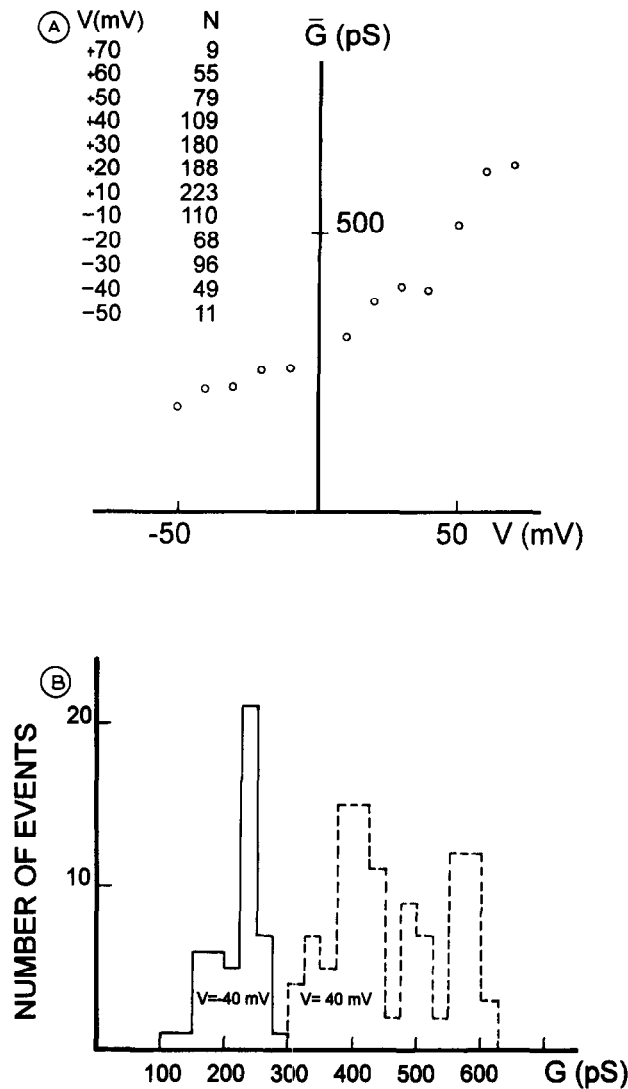 A V(mV) N Ḡ (pS)
+70 9
+60 55
+50 79
+40 109
+30 180
+20 188
+10 223
−10 110
−20 68
−30 96
−40 49
−50 11
500
-50 50 V (mV)
B
NUMBER OF EVENTS
20
10
V=-40 mV V= 40 mV
100 200 300 400 500 600 G (pS)